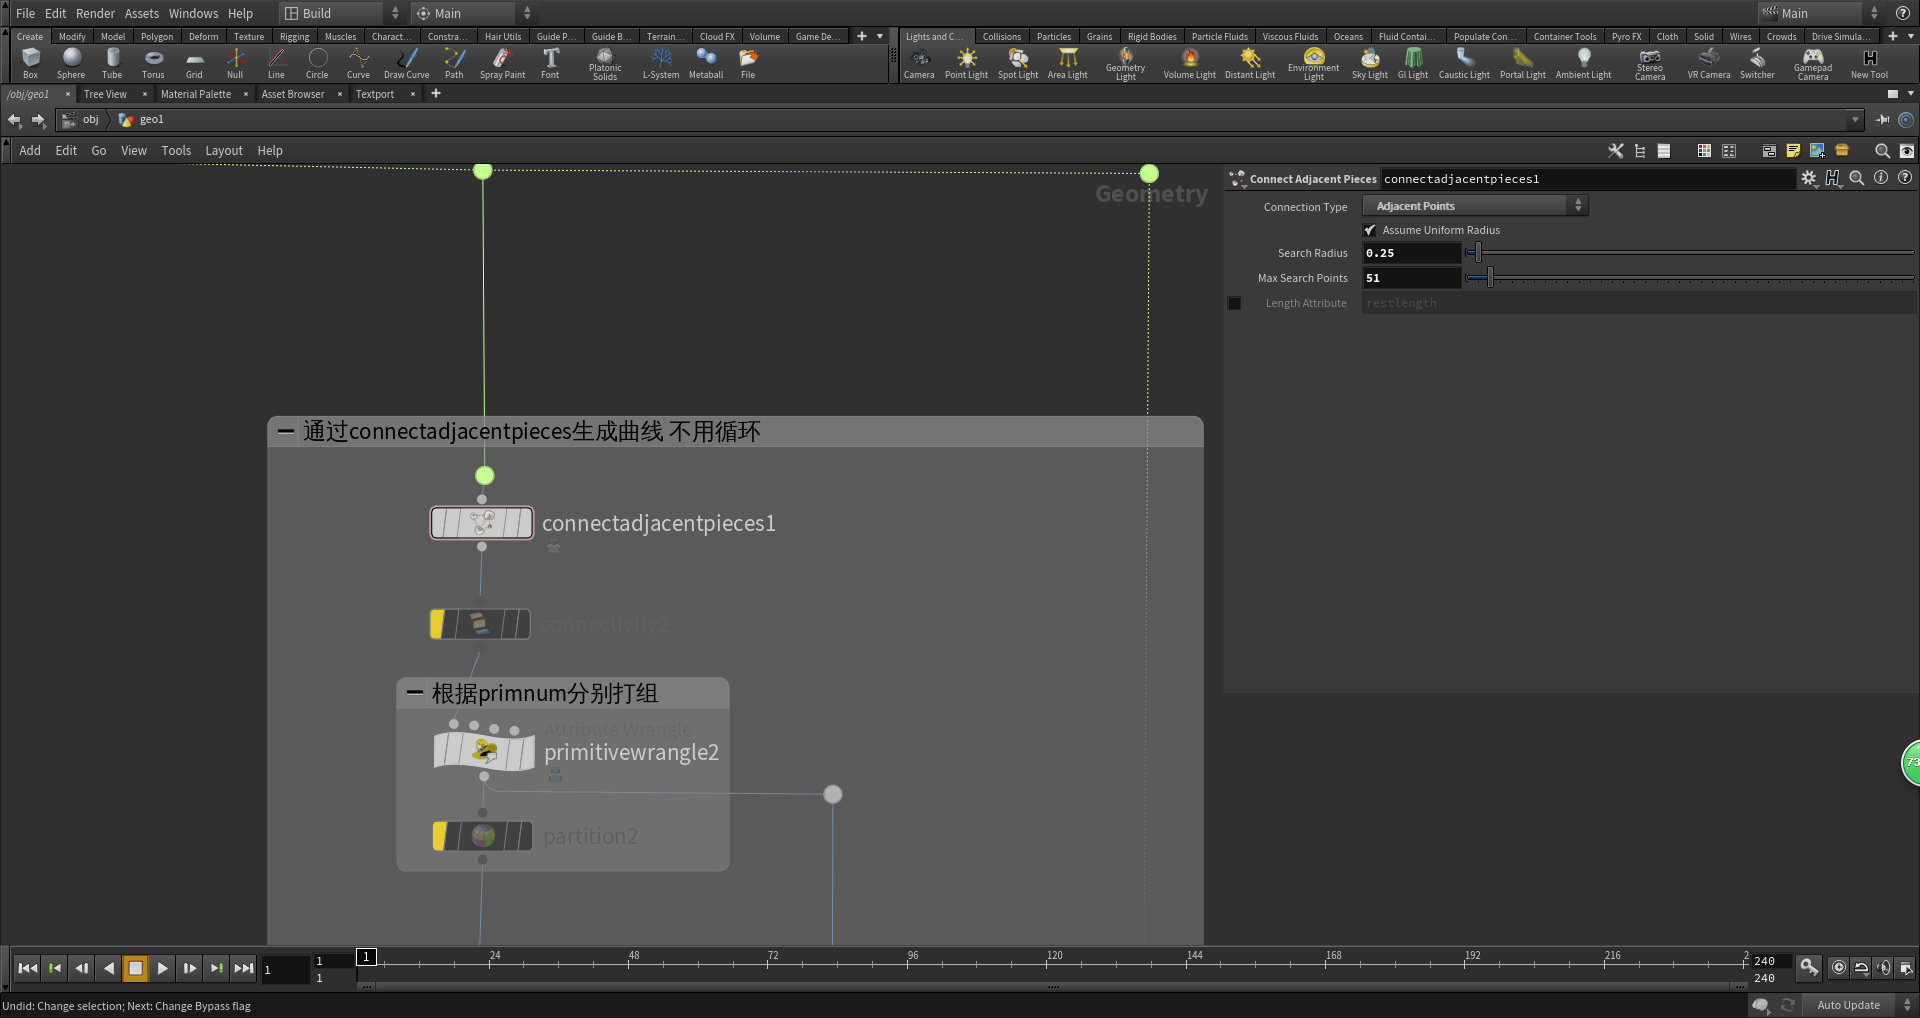 File Edit Render Assets Windows Help Build Main Main
Create Modify Model Polygon Deform Texture Rigging Muscles Charact... Constra... Hair Utils Guide P... Guide B... Terrain... Cloud FX Volume Game De... Lights and C... Collisions Particles Grains Rigid Bodies Particle Fluids Viscous Fluids Oceans Fluid Contai... Populate Con... Container Tools Pyro FX Cloth Solid Wires Crowds Drive Simula...
Box Sphere Tube Torus Grid Null Line Circle Curve Draw Curve Path Spray Paint Font Platonic Solids L-System Metaball File Camera Point Light Spot Light Area Light Geometry Light Volume Light Distant Light Environment Light Sky Light GI Light Caustic Light Portal Light Ambient Light Stereo Camera VR Camera Switcher Gamepad Camera New Tool
/obj/geo1 Tree View Material Palette Asset Browser Textport
obj geo1
Add Edit Go View Tools Layout Help
Geometry
Connect Adjacent Pieces connectadjacentpieces1
Connection Type Adjacent Points
Assume Uniform Radius
Search Radius 0.25
Max Search Points 51
Length Attribute restlength
通过connectadjacentpieces生成曲线 不用循环
connectadjacentpieces1
connectivity2
根据primnum分别打组
Attribute Wrangle
primitivewrangle2
partition2
73
1 1 1 1 24 48 72 96 120 144 168 192 216 2 240
240
Undid: Change selection; Next: Change Bypass flag Auto Update